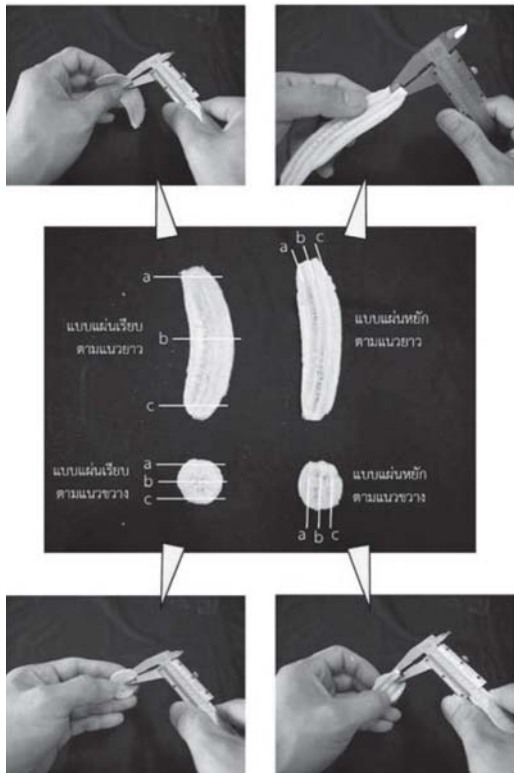 a
b
c
แบบแผ่นเรียบ
ตามแนวยาว
a
b
c
แบบแผ่นหยัก
ตามแนวยาว
แบบแผ่นเรียบ
ตามแนวขวาง
a
b
c
แบบแผ่นหยัก
ตามแนวขวาง
a
b
c